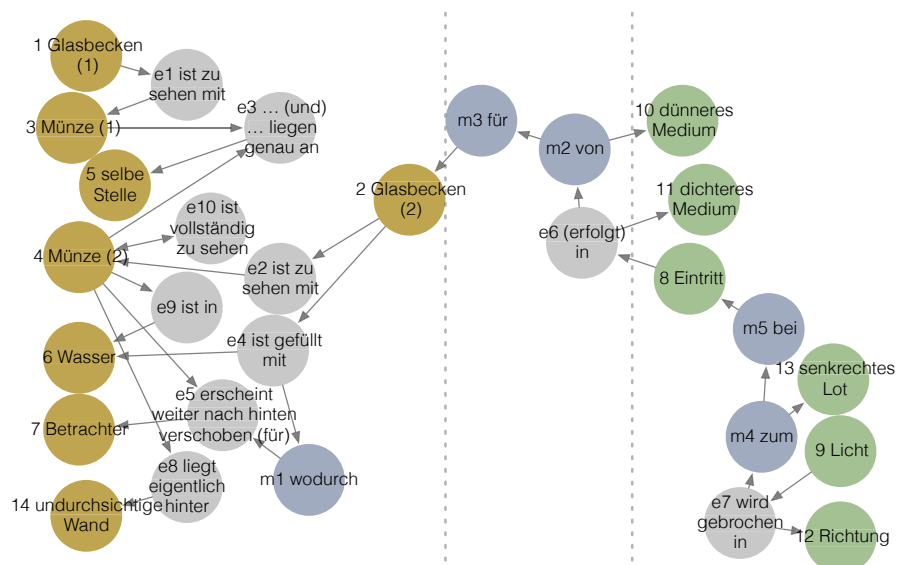 1 Glasbecken
(1)
e1 ist zu
sehen mit
3 Münze (1)
e3 … (und)
… liegen
genau an
5 selbe
Stelle
e10 ist
vollständig
zu sehen
4 Münze (2)
e2 ist zu
sehen mit
e9 ist in
6 Wasser
e4 ist gefüllt
mit
e5 erscheint
weiter nach hinten
verschoben (für)
7 Betrachter
e8 liegt
eigentlich
hinter
m1 wodurch
14 undurchsichtige
Wand
2 Glasbecken
(2)
m3 für
m2 von
e6 (erfolgt)
in
10 dünneres
Medium
11 dichteres
Medium
8 Eintritt
m5 bei
13 senkrechtes
Lot
m4 zum
9 Licht
e7 wird
gebrochen
in
12 Richtung